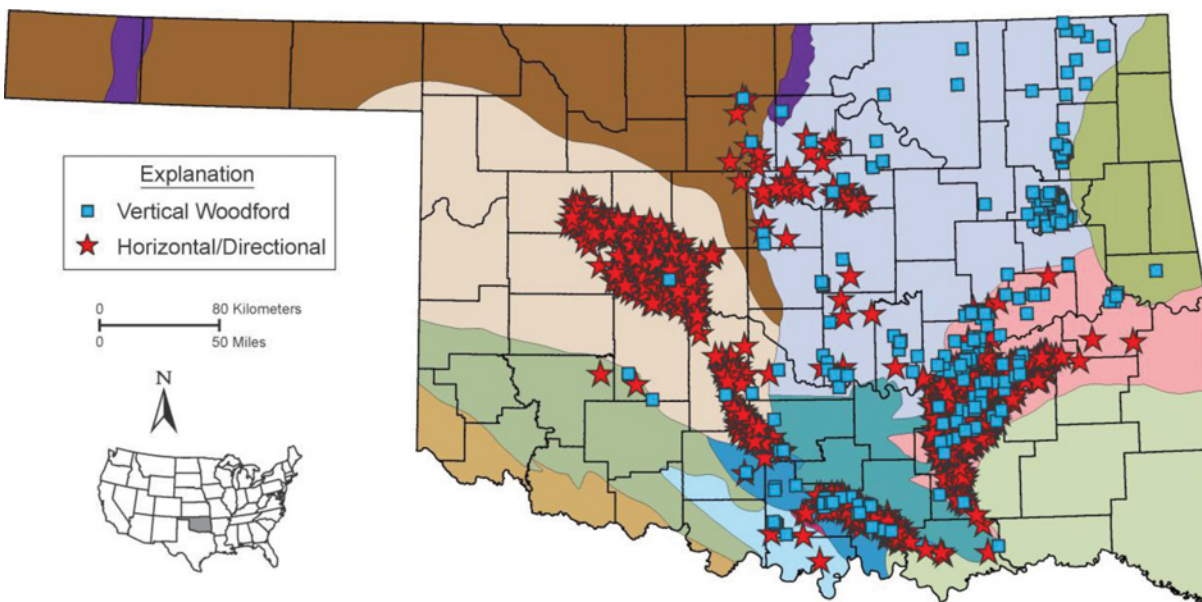 Explanation
Vertical Woodford
Horizontal/Directional
0 80 Kilometers
0 50 Miles
N